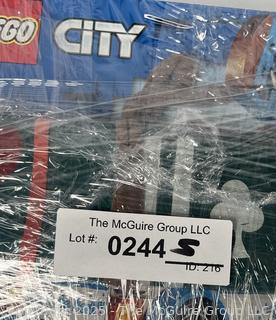 LEGO CITY
The McGuire Group LLC
Lot #: 0244 S
ID: 216